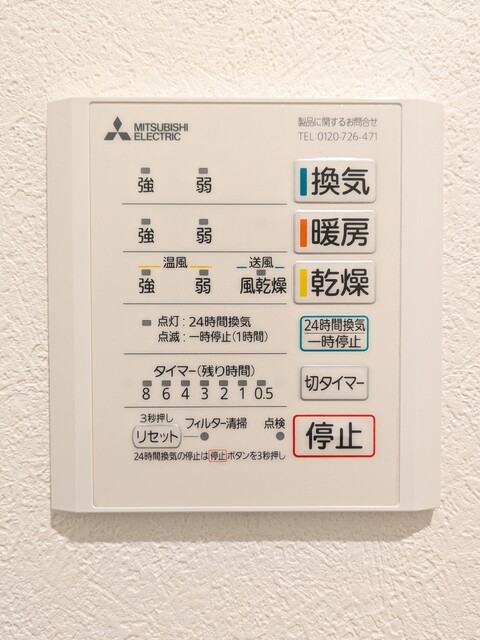 MITSUBISHI
ELECTRIC
製品に関するお問合せ
TEL:0120-726-471
強 弱 換気
強 弱 暖房
温風 送風
強 弱 風乾燥 乾燥
点灯：24時間換気
点滅：一時停止(1時間)
24時間換気
一時停止
タイマー(残り時間)
8 6 4 3 2 1 0.5
切タイマー
3秒押し
リセット フィルター清掃 点検
停止
24時間換気の停止は停止ボタンを3秒押し